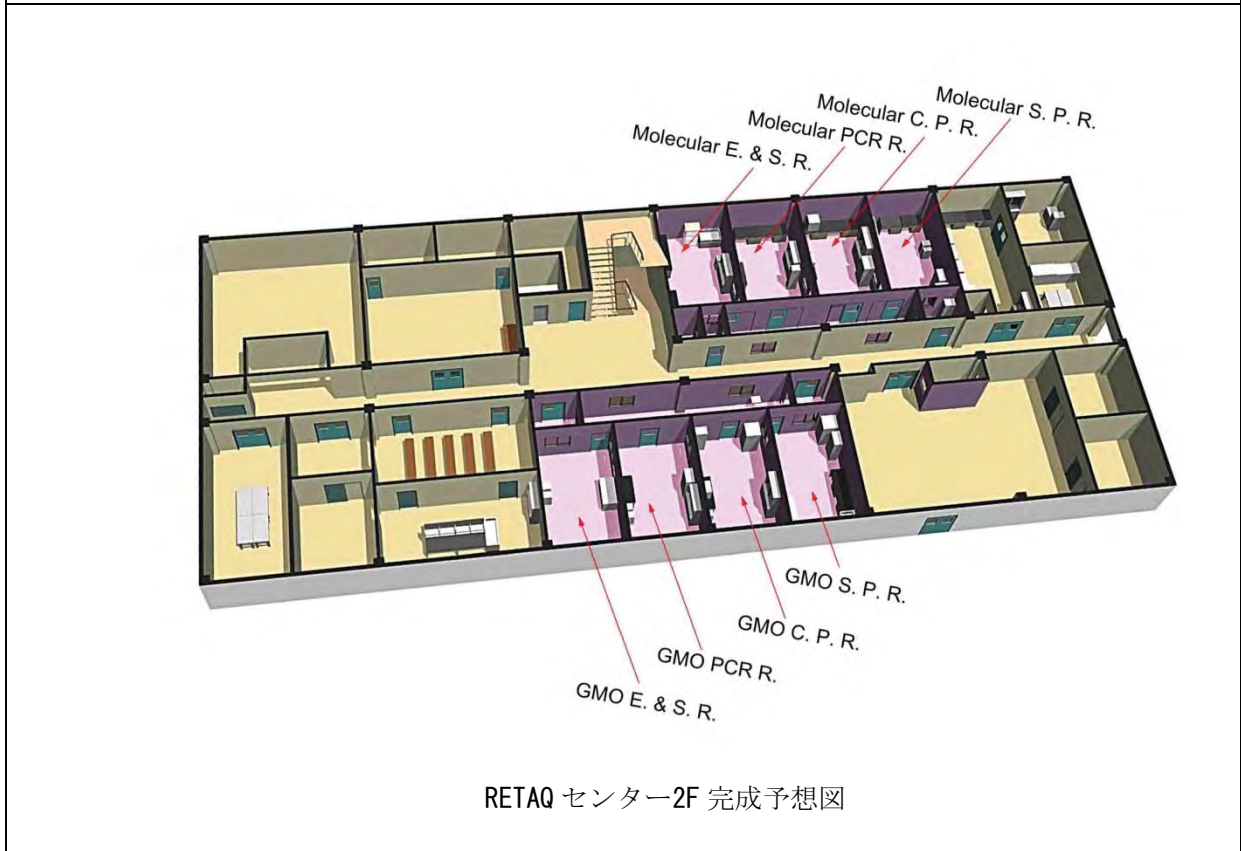 Molecular E. & S. R.
Molecular PCR R.
Molecular C. P. R.
Molecular S. P. R.
GMO S. P. R.
GMO C. P. R.
GMO PCR R.
GMO E. & S. R.
RETAQ センター2F 完成予想図